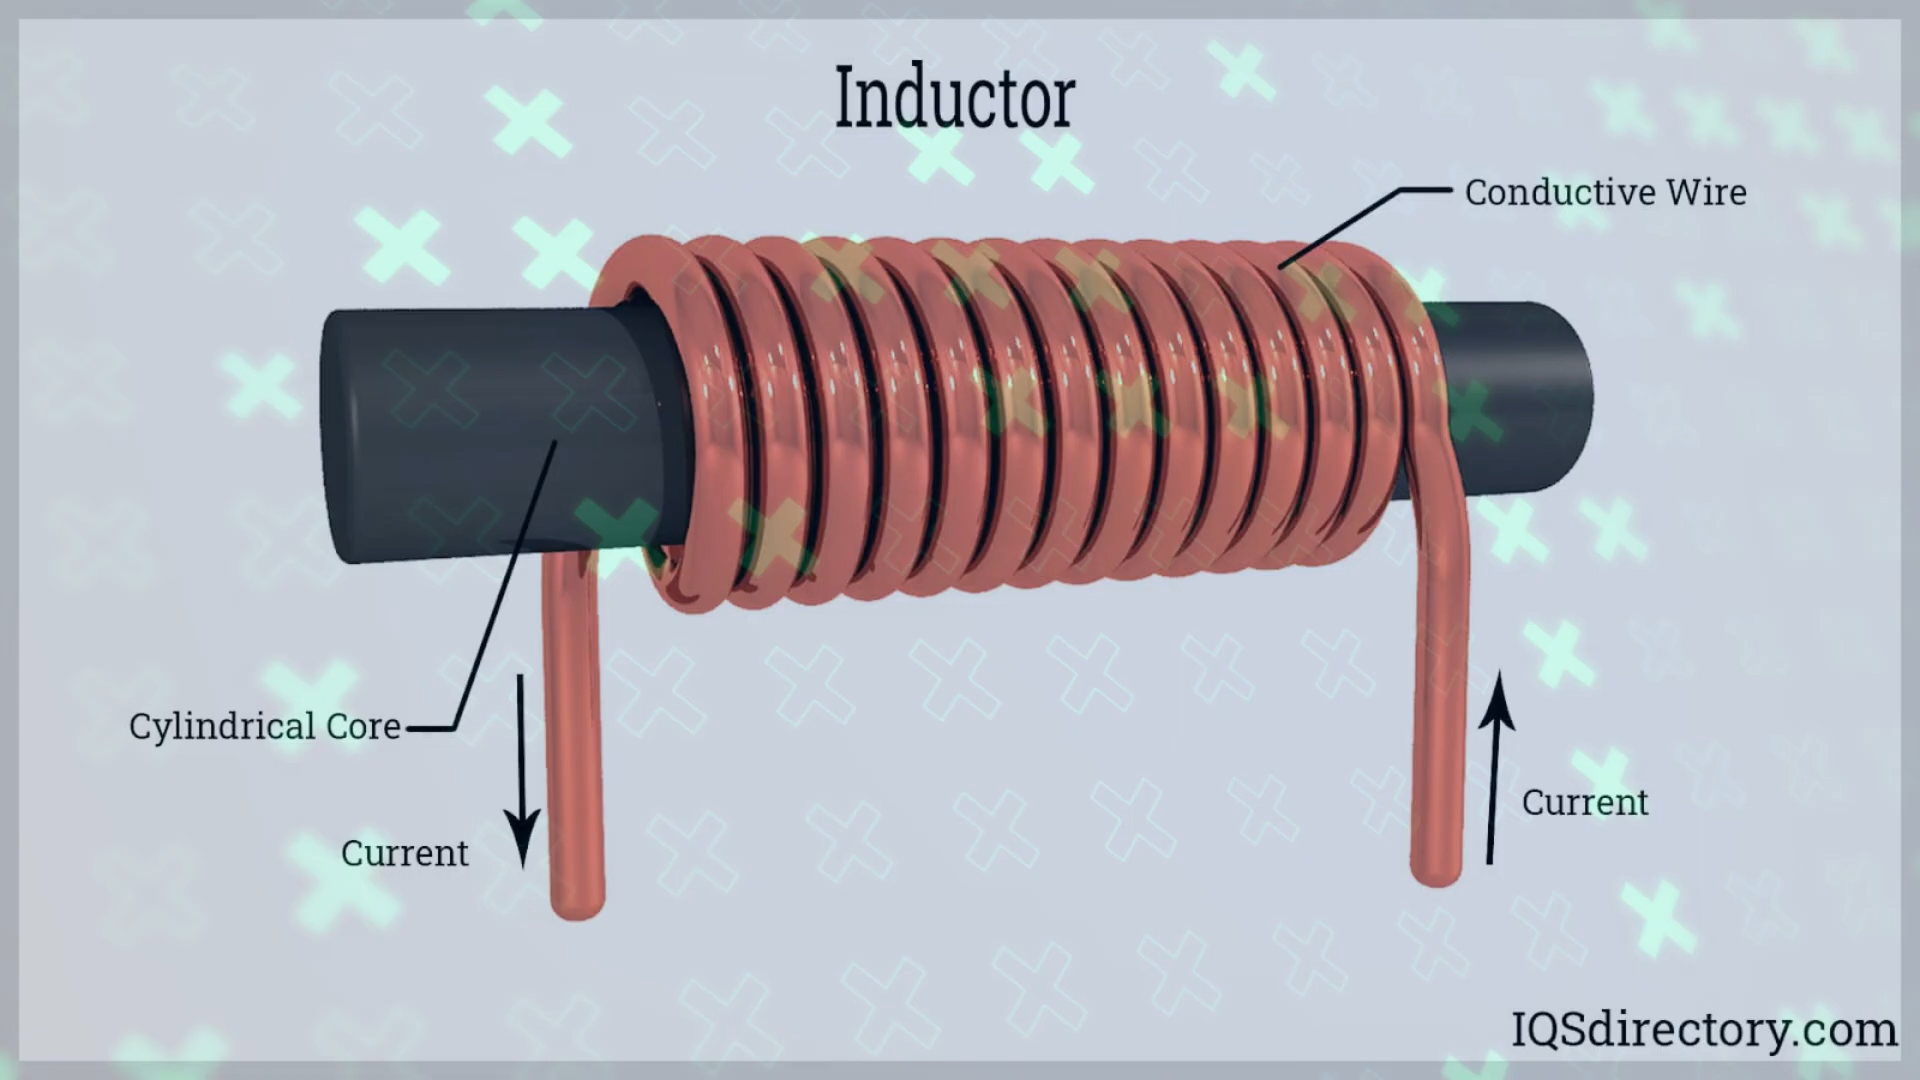 Inductor
Conductive Wire
Cylindrical Core
Current
Current
IQSdirectory.com